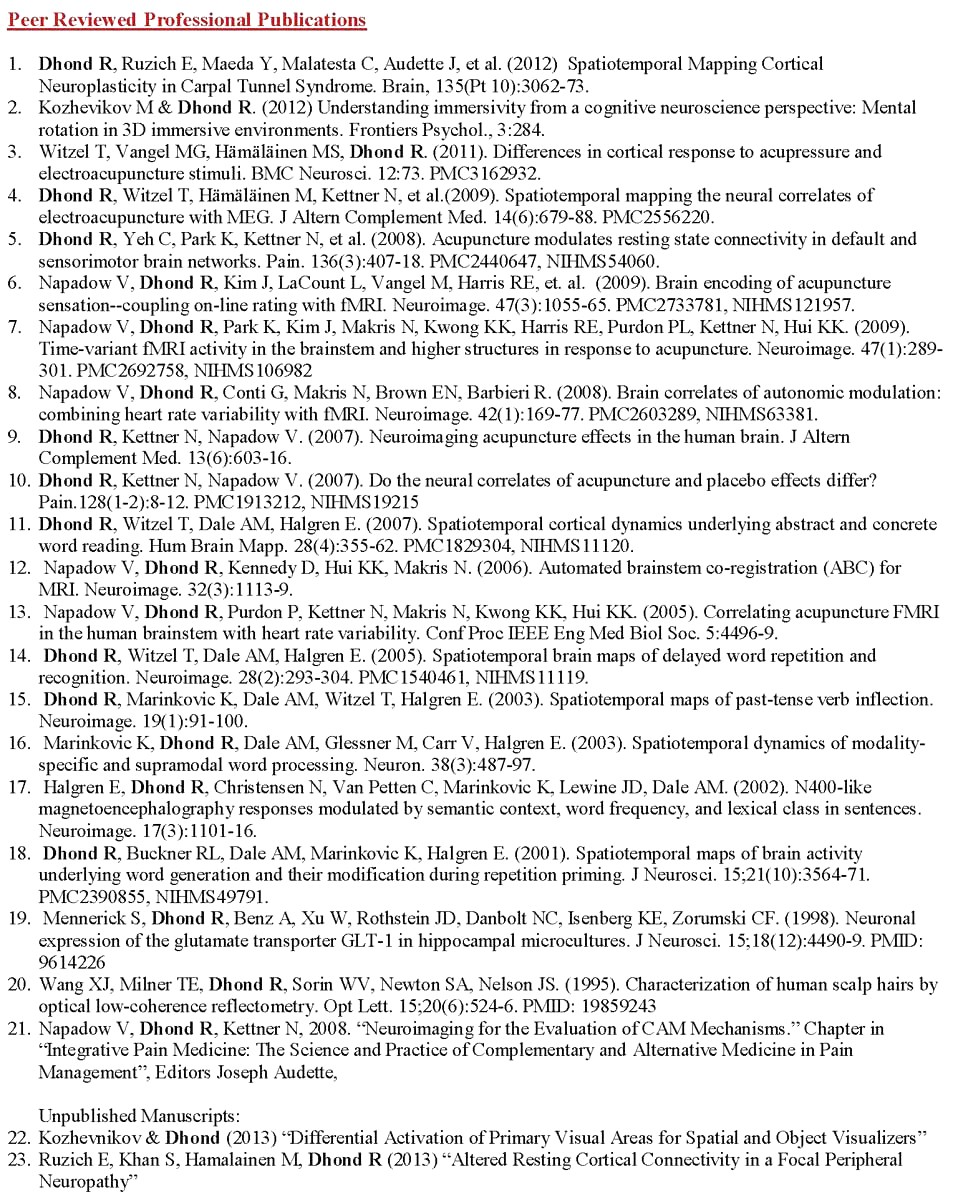 Peer Reviewed Professional Publications
1. Dhond R, Ruzich E, Maeda Y, Malatesta C, Audette J, et al. (2012) Spatiotemporal Mapping Cortical
Neuroplasticity in Carpal Tunnel Syndrome. Brain, 135(Pt 10):3062-73.
2. Kozhevikov M & Dhond R. (2012) Understanding immersivity from a cognitive neuroscience perspective: Mental
rotation in 3D immersive environments. Frontiers Psychol., 3:284.
3. Witzel T, Vangel MG, Hämäläinen MS, Dhond R. (2011). Differences in cortical response to acupressure and
electroacupuncture stimuli. BMC Neurosci. 12:73. PMC3162932.
4. Dhond R, Witzel T, Hämäläinen M, Kettner N, et al.(2009). Spatiotemporal mapping the neural correlates of
electroacupuncture with MEG. J Altern Complement Med. 14(6):679-88. PMC2556220.
5. Dhond R, Yeh C, Park K, Kettner N, et al. (2008). Acupuncture modulates resting state connectivity in default and
sensorimotor brain networks. Pain. 136(3):407-18. PMC2440647, NIHMS54060.
6. Napadow V, Dhond R, Kim J, LaCount L, Vangel M, Harris RE, et. al. (2009). Brain encoding of acupuncture
sensation--coupling on-line rating with fMRI. Neuroimage. 47(3):1055-65. PMC2733781, NIHMS121957.
7. Napadow V, Dhond R, Park K, Kim J, Makris N, Kwong KK, Harris RE, Purdon PL, Kettner N, Hui KK. (2009).
Time-variant fMRI activity in the brainstem and higher structures in response to acupuncture. Neuroimage. 47(1):289-
301. PMC2692758, NIHMS106982
8. Napadow V, Dhond R, Conti G, Makris N, Brown EN, Barbieri R. (2008). Brain correlates of autonomic modulation:
combining heart rate variability with fMRI. Neuroimage. 42(1):169-77. PMC2603289, NIHMS63381.
9. Dhond R, Kettner N, Napadow V. (2007). Neuroimaging acupuncture effects in the human brain. J Altern
Complement Med. 13(6):603-16.
10. Dhond R, Kettner N, Napadow V. (2007). Do the neural correlates of acupuncture and placebo effects differ?
Pain.128(1-2):8-12. PMC1913212, NIHMS19215
11. Dhond R, Witzel T, Dale AM, Halgren E. (2007). Spatiotemporal cortical dynamics underlying abstract and concrete
word reading. Hum Brain Mapp. 28(4):355-62. PMC1829304, NIHMS11120.
12. Napadow V, Dhond R, Kennedy D, Hui KK, Makris N. (2006). Automated brainstem co-registration (ABC) for
MRI. Neuroimage. 32(3):1113-9.
13. Napadow V, Dhond R, Purdon P, Kettner N, Makris N, Kwong KK, Hui KK. (2005). Correlating acupuncture FMRI
in the human brainstem with heart rate variability. Conf Proc IEEE Eng Med Biol Soc. 5:4496-9.
14. Dhond R, Witzel T, Dale AM, Halgren E. (2005). Spatiotemporal brain maps of delayed word repetition and
recognition. Neuroimage. 28(2):293-304. PMC1540461, NIHMS11119.
15. Dhond R, Marinkovic K, Dale AM, Witzel T, Halgren E. (2003). Spatiotemporal maps of past-tense verb inflection.
Neuroimage. 19(1):91-100.
16. Marinkovic K, Dhond R, Dale AM, Glessner M, Carr V, Halgren E. (2003). Spatiotemporal dynamics of modality-
specific and supramodal word processing. Neuron. 38(3):487-97.
17. Halgren E, Dhond R, Christensen N, Van Petten C, Marinkovic K, Lewine JD, Dale AM. (2002). N400-like
magnetoencephalography responses modulated by semantic context, word frequency, and lexical class in sentences.
Neuroimage. 17(3):1101-16.
18. Dhond R, Buckner RL, Dale AM, Marinkovic K, Halgren E. (2001). Spatiotemporal maps of brain activity
underlying word generation and their modification during repetition priming. J Neurosci. 15;21(10):3564-71.
PMC2390855, NIHMS49791.
19. Mennerick S, Dhond R, Benz A, Xu W, Rothstein JD, Danbolt NC, Isenberg KE, Zorumski CF. (1998). Neuronal
expression of the glutamate transporter GLT-1 in hippocampal microcultures. J Neurosci. 15;18(12):4490-9. PMID:
9614226
20. Wang XJ, Milner TE, Dhond R, Sorin WV, Newton SA, Nelson JS. (1995). Characterization of human scalp hairs by
optical low-coherence reflectometry. Opt Lett. 15;20(6):524-6. PMID: 19859243
21. Napadow V, Dhond R, Kettner N, 2008. “Neuroimaging for the Evaluation of CAM Mechanisms.” Chapter in
“Integrative Pain Medicine: The Science and Practice of Complementary and Alternative Medicine in Pain
Management”, Editors Joseph Audette,
Unpublished Manuscripts:
22. Kozhevnikov & Dhond (2013) “Differential Activation of Primary Visual Areas for Spatial and Object Visualizers”
23. Ruzich E, Khan S, Hamalainen M, Dhond R (2013) “Altered Resting Cortical Connectivity in a Focal Peripheral
Neuropathy”